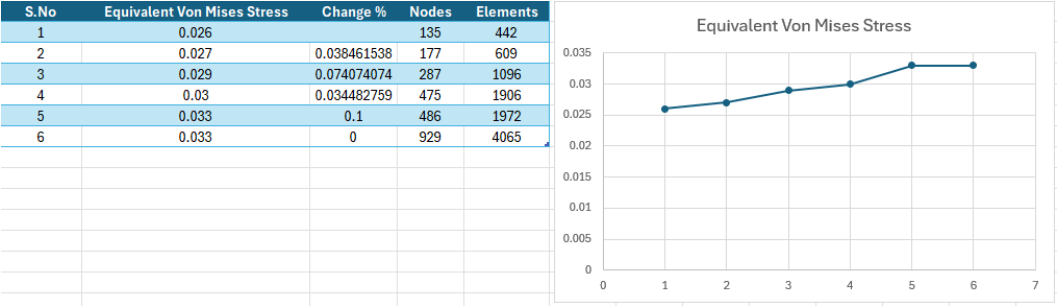 S.No Equivalent Von Mises Stress Change % Nodes Elements
1 0.026 135 442
2 0.027 0.038461538 177 609
3 0.029 0.074074074 287 1096
4 0.03 0.034482759 475 1906
5 0.033 0.1 486 1972
6 0.033 0 929 4065
Equivalent Von Mises Stress
0.035
0.03
0.025
0.02
0.015
0.01
0.005
0
0 1 2 3 4 5 6 7